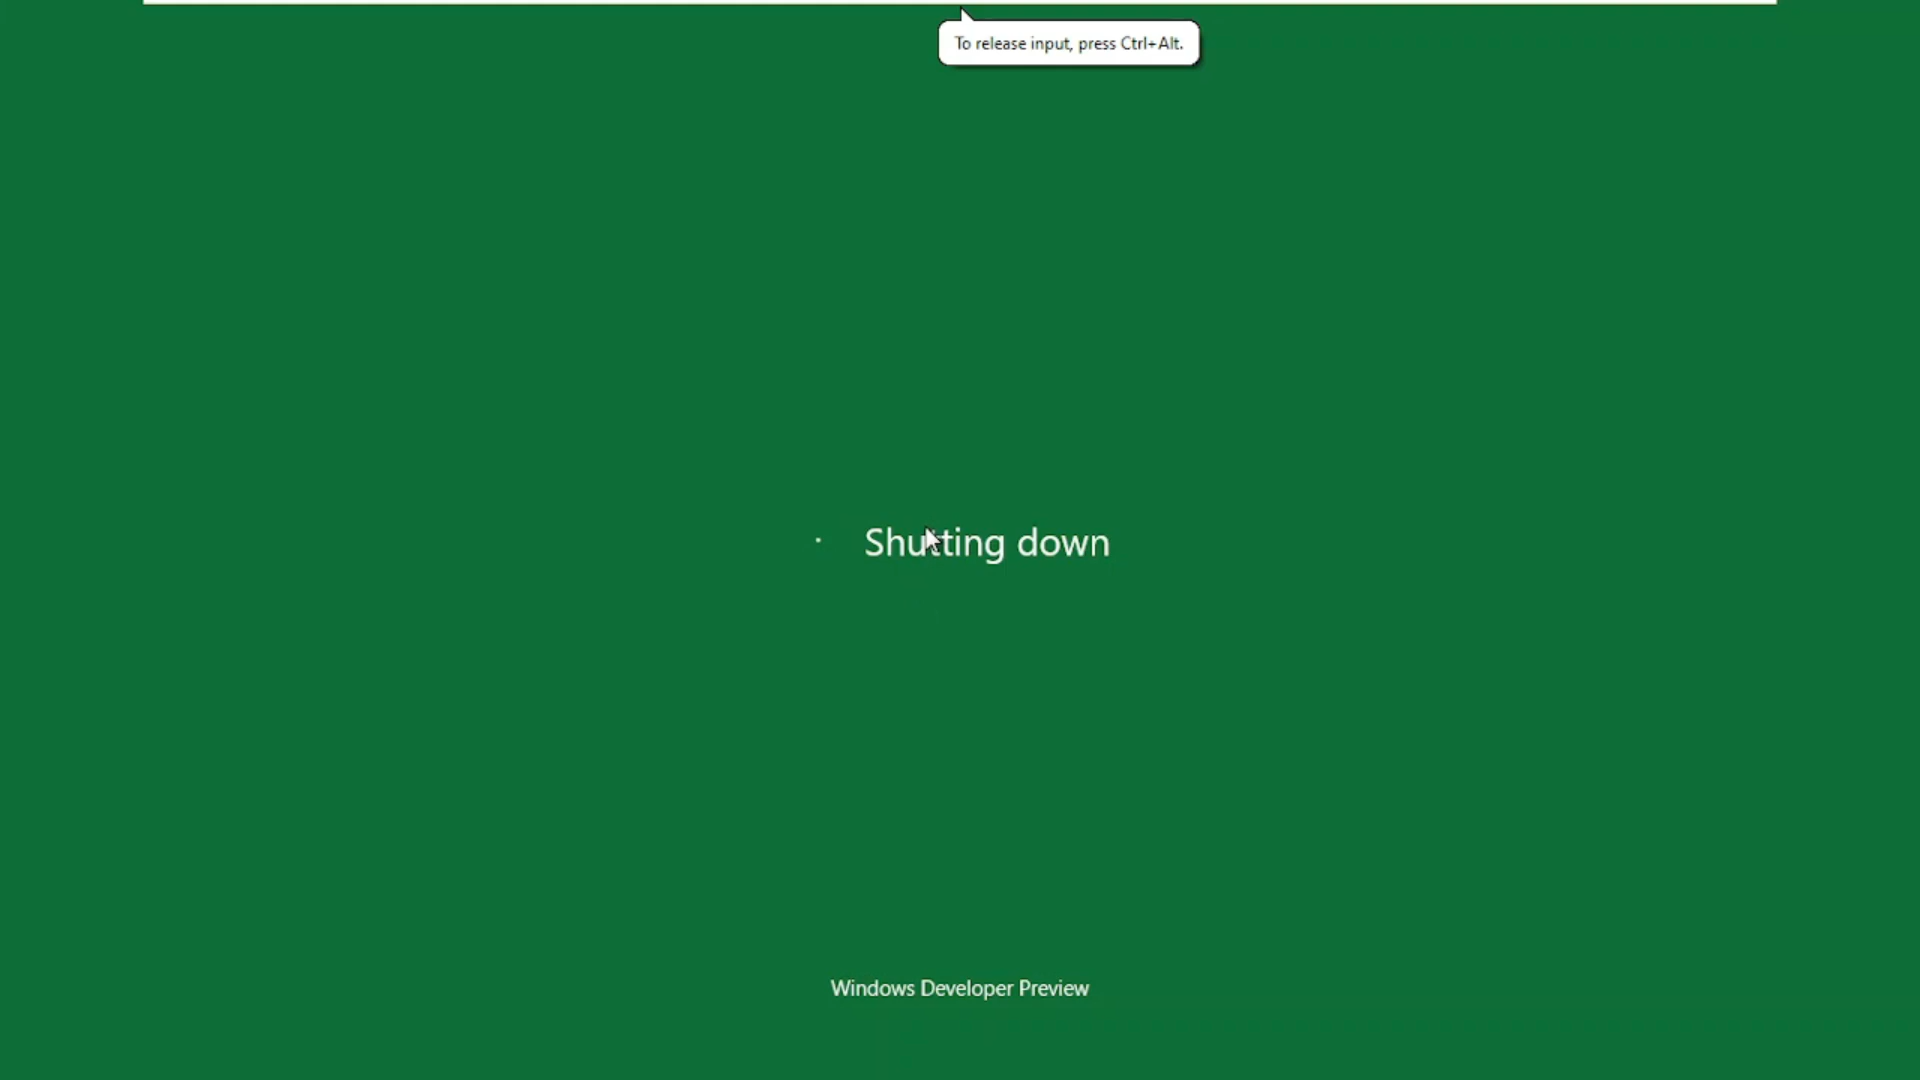 To release input, press Ctrl+Alt.
Shutting down
Windows Developer Preview